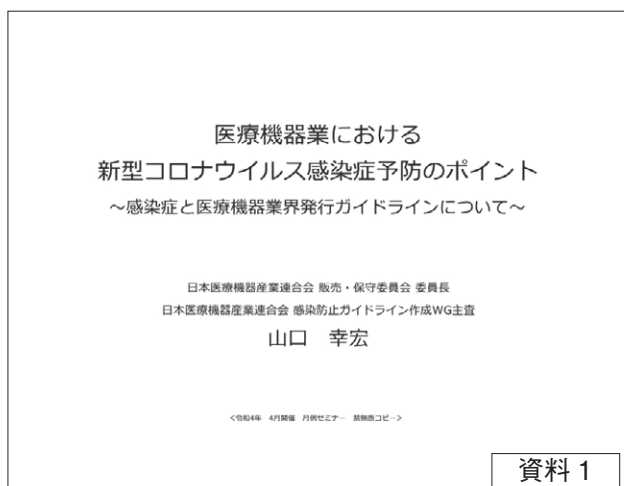 医療機器業における
新型コロナウイルス感染症予防のポイント
～感染症と医療機器業界発行ガイドラインについて～
日本医療機器産業連合会 販売・保守委員会 委員長
日本医療機器産業連合会 感染防止ガイドライン作成WG主査
山口　幸宏
＜令和4年　4月開催　月例セミナー　禁無断コピー＞
資料 1